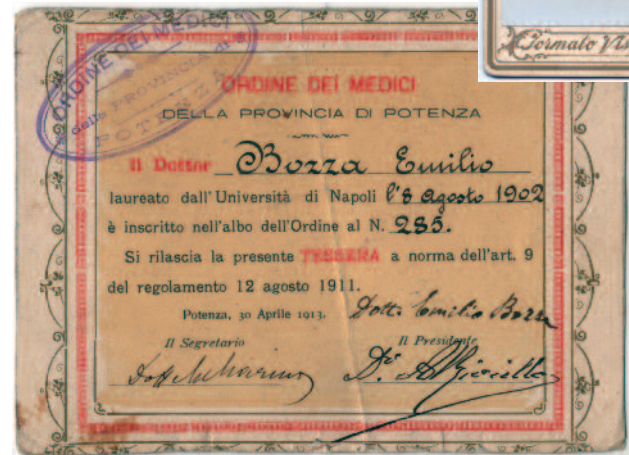 Formato
ORDINE DEI MEDICI
della PROVINCIA di
POTENZA
ORDINE DEI MEDICI
DELLA PROVINCIA DI POTENZA
Il Dottor Bozza Emilio
laureato dall'Università di Napoli l'8 agosto 1902
è inscritto nell'albo dell'Ordine al N. 285.
Si rilascia la presente TESSERA a norma dell'art. 9
del regolamento 12 agosto 1911.
Potenza, 30 Aprile 1913.
Dott. Emilio Bozza
Il Segretario
Il Presidente
Dott
Dr